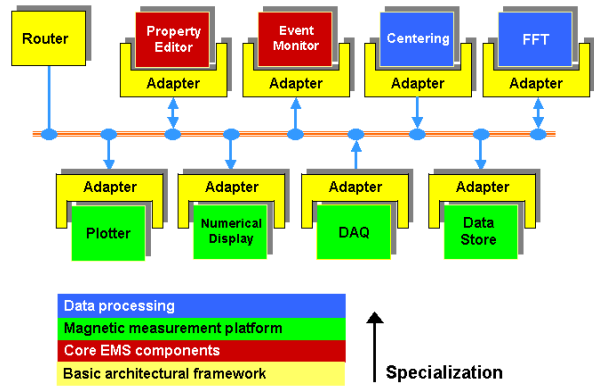 Router
Property
Editor
Adapter
Event
Monitor
Adapter
Centering
Adapter
FFT
Adapter
Adapter
Plotter
Adapter
Numerical
Display
Adapter
DAQ
Adapter
Data
Store
Data processing
Magnetic measurement platform
Core EMS components
Basic architectural framework
Specialization